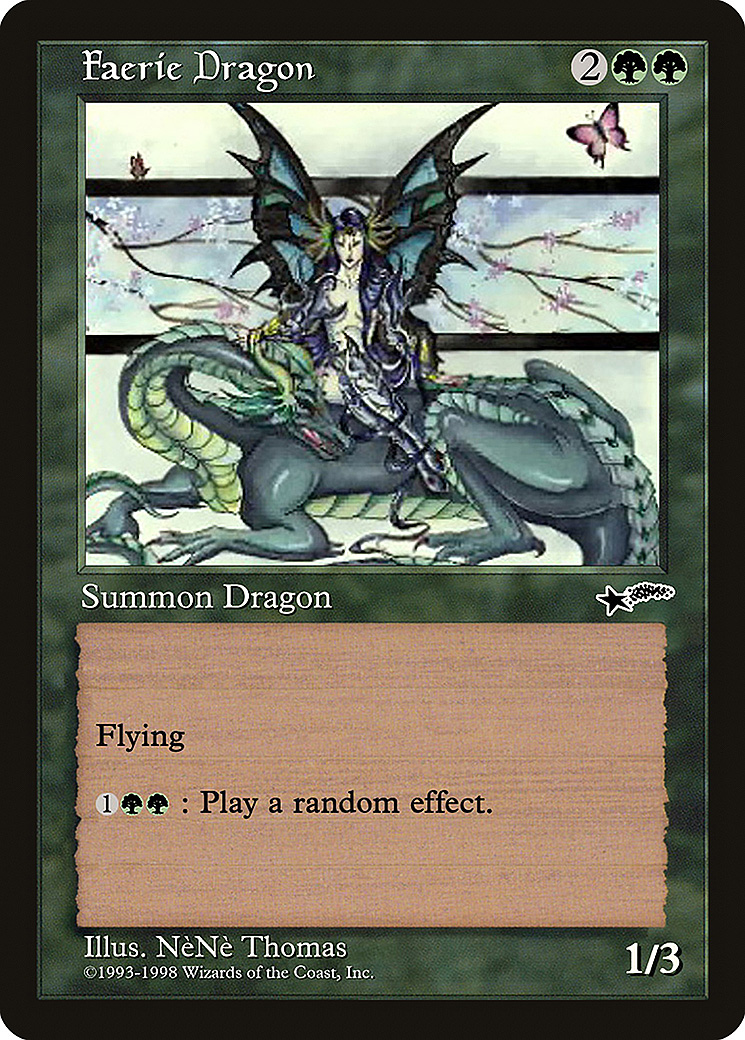 Faerie Dragon 2
Summon Dragon
Flying
1 : Play a random effect.
Illus. NèNè Thomas
©1993-1998 Wizards of the Coast, Inc.
1/3